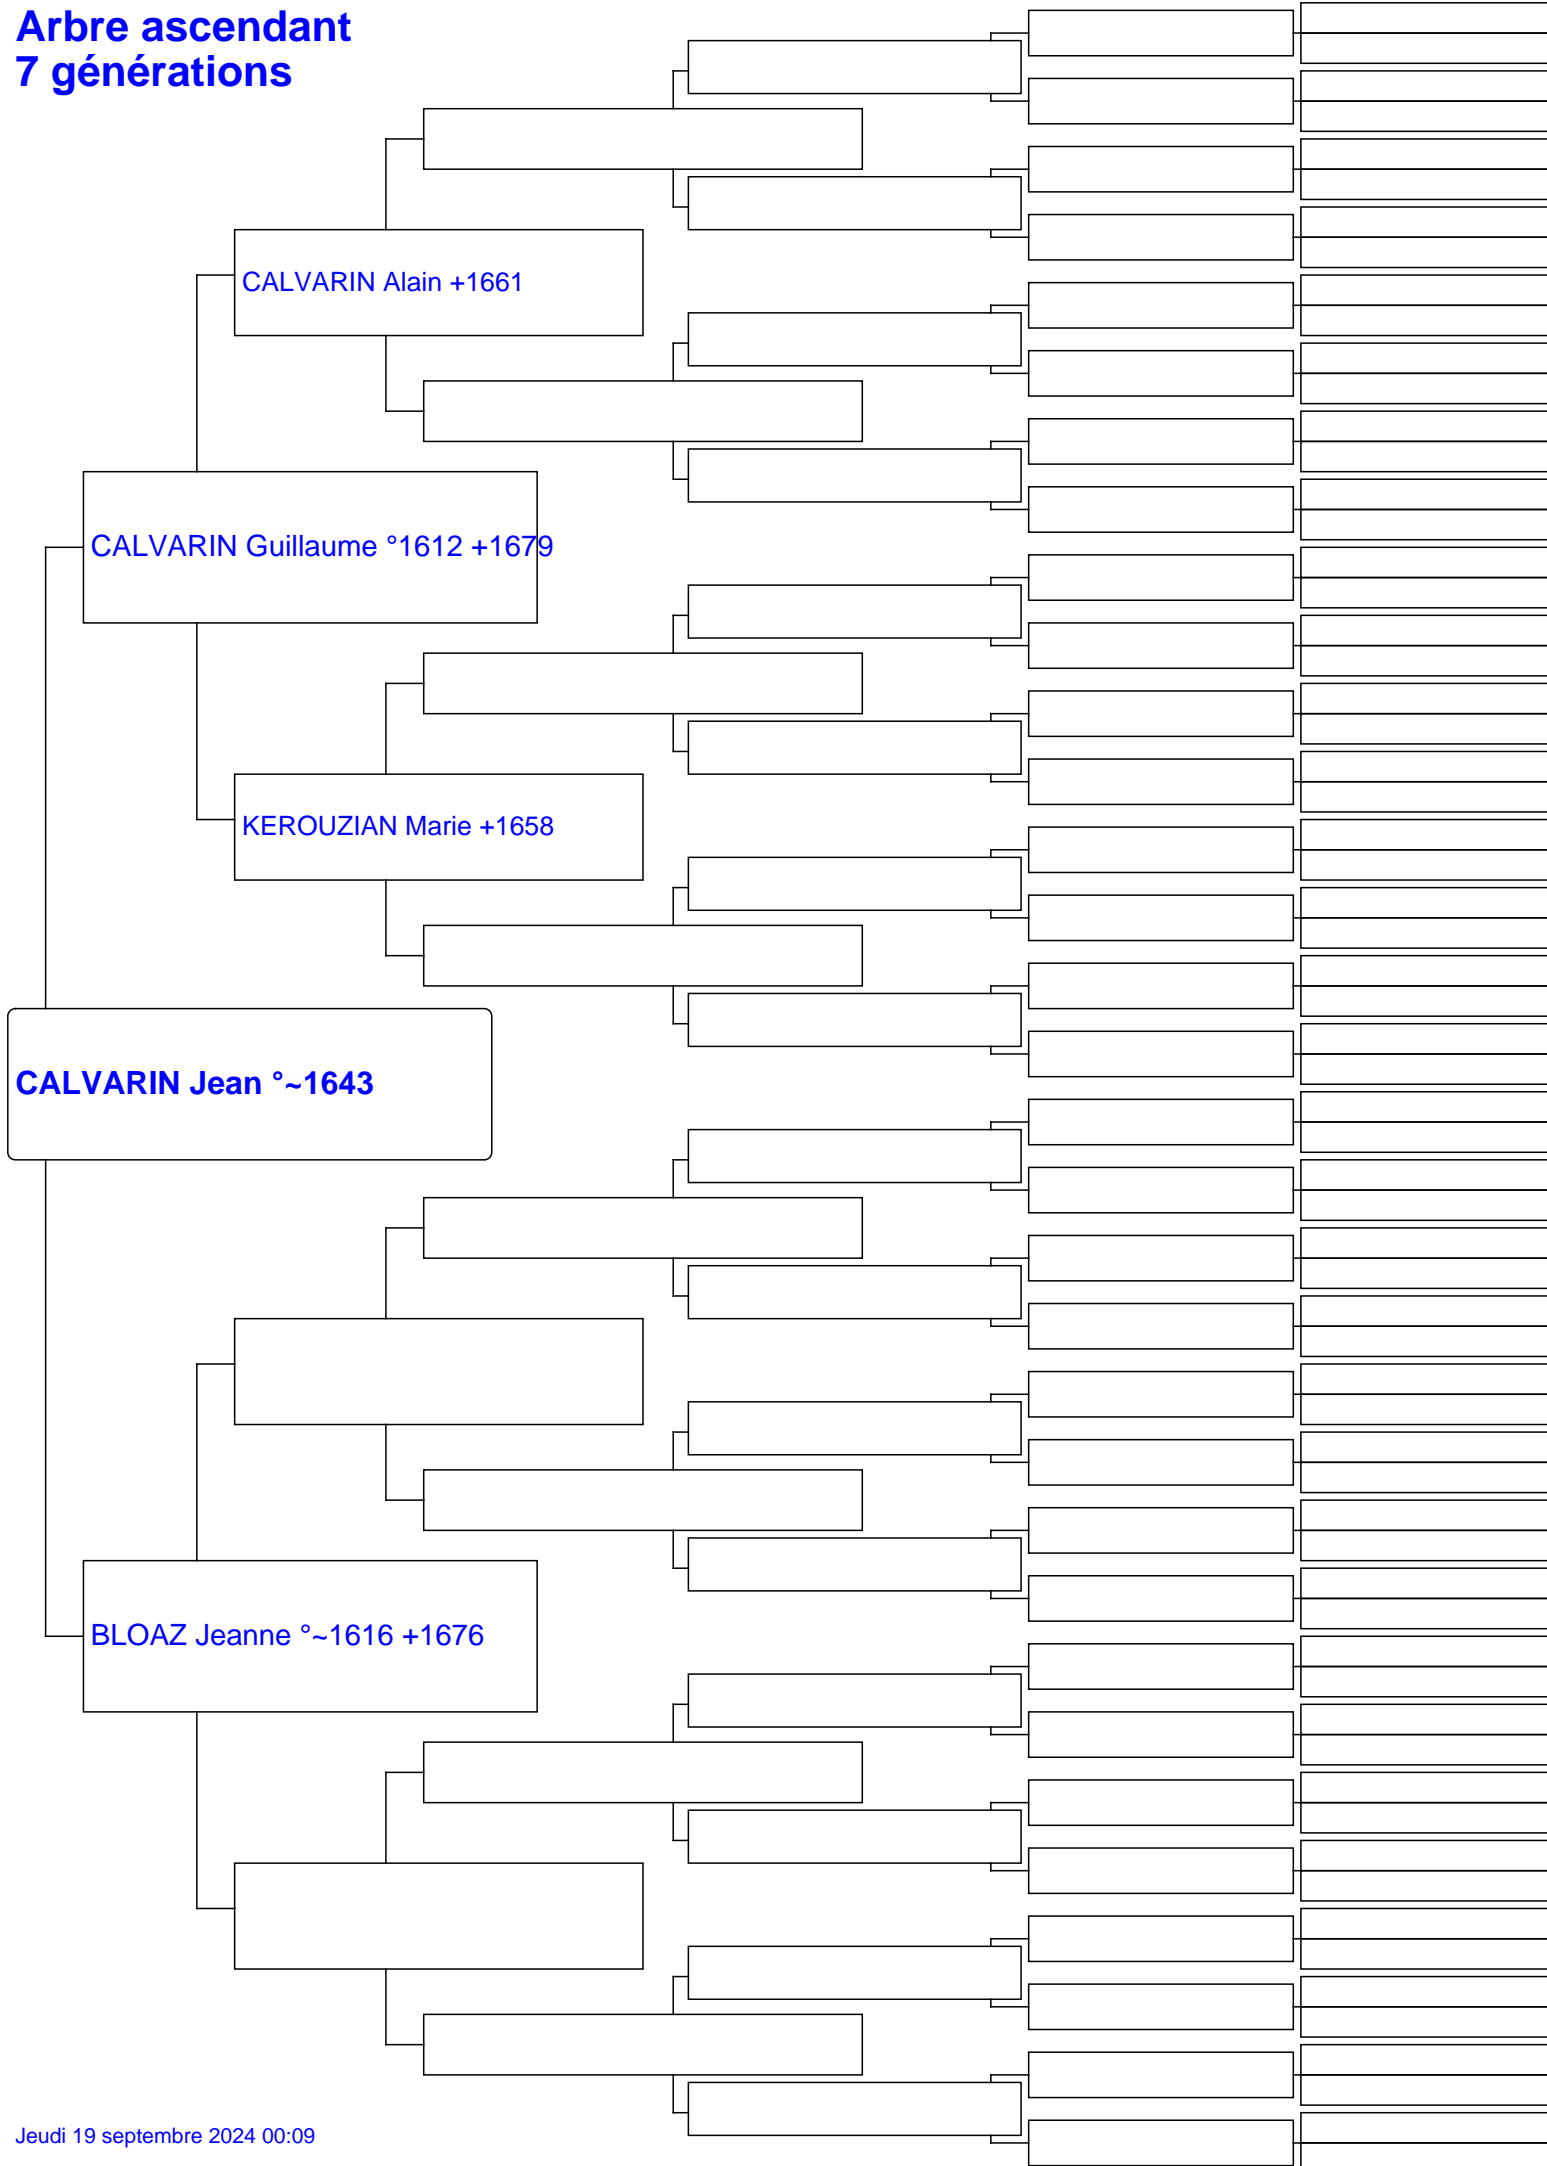 Arbre ascendant
7 générations
CALVARIN Alain +1661
CALVARIN Guillaume °1612 +1679
KEROUZIAN Marie +1658
CALVARIN Jean °~1643
BLOAZ Jeanne °~1616 +1676
Jeudi 19 septembre 2024 00:09